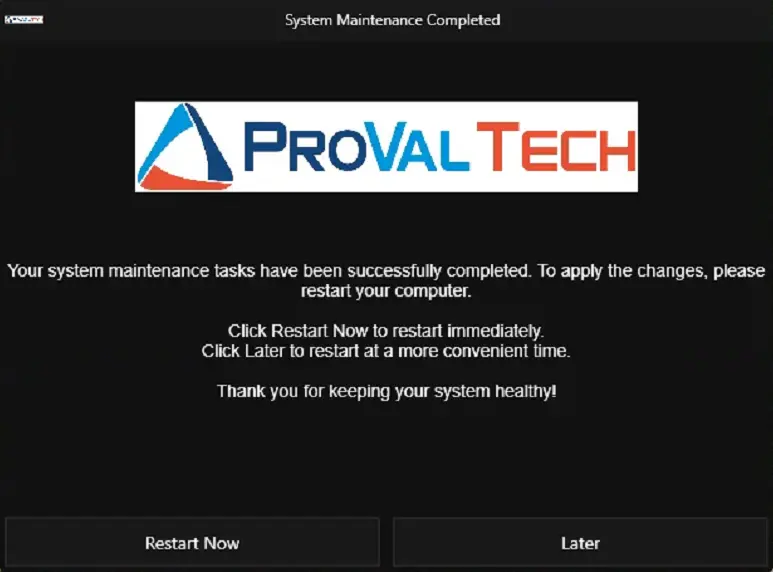 System Maintenance Completed
PROVAL TECH
Your system maintenance tasks have been successfully completed. To apply the changes, please
restart your computer.
Click Restart Now to restart immediately.
Click Later to restart at a more convenient time.
Thank you for keeping your system healthy!
Restart Now
Later